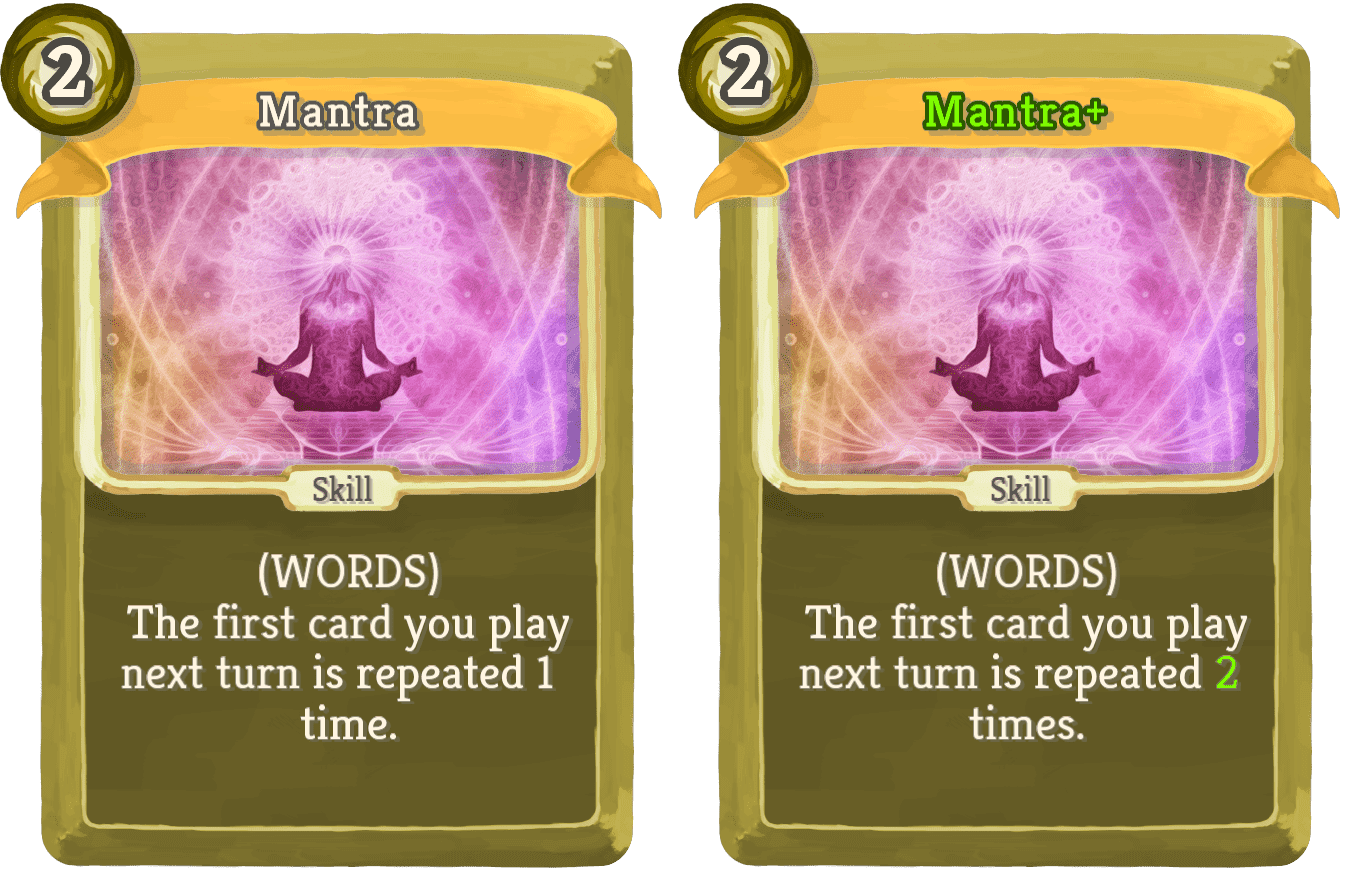 2
Mantra
Skill
(WORDS)
The first card you play
next turn is repeated 1
time.
2
Mantra+
Skill
(WORDS)
The first card you play
next turn is repeated 2
times.